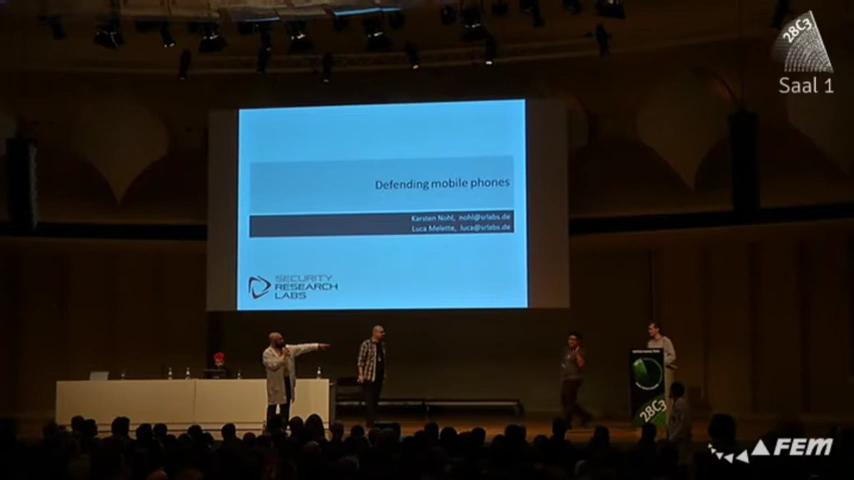 28C3
Saal 1
Defending mobile phones
Karsten Nohl, nohl@srlabs.de
Luca Melette, luca@srlabs.de
SECURITY
RESEARCH
LABS
28C3
FEM